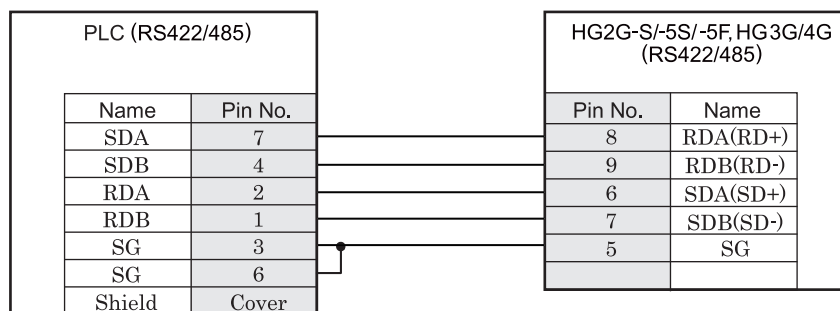 PLC (RS422/485)
Name Pin No.
SDA 7
SDB 4
RDA 2
RDB 1
SG 3
SG 6
Shield Cover
HG2G-S/-5S/-5F, HG3G/4G
(RS422/485)
Pin No. Name
8 RDA(RD+)
9 RDB(RD-)
6 SDA(SD+)
7 SDB(SD-)
5 SG